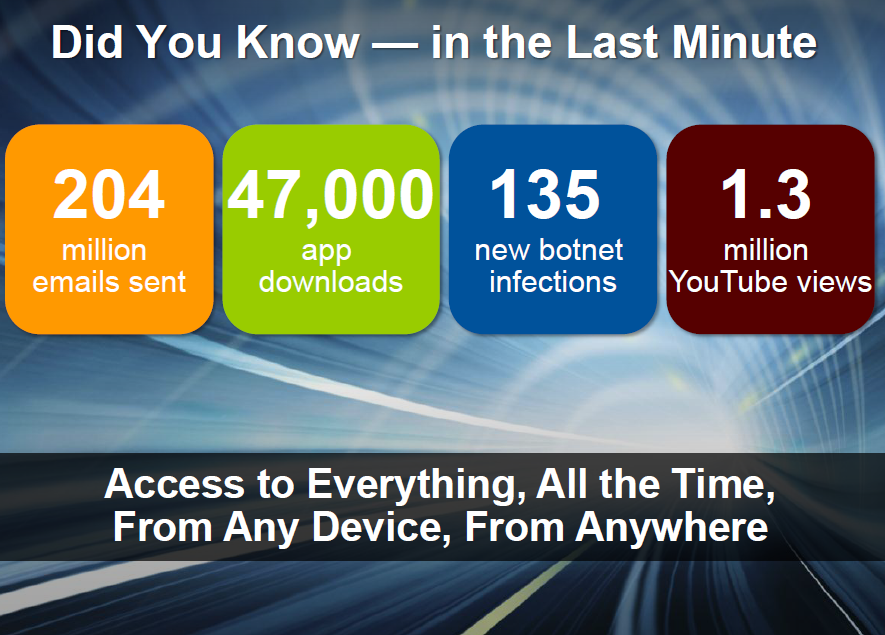 Did You Know — in the Last Minute
204
million
emails sent
47,000
app
downloads
135
new botnet
infections
1.3
million
YouTube views
Access to Everything, All the Time,
From Any Device, From Anywhere